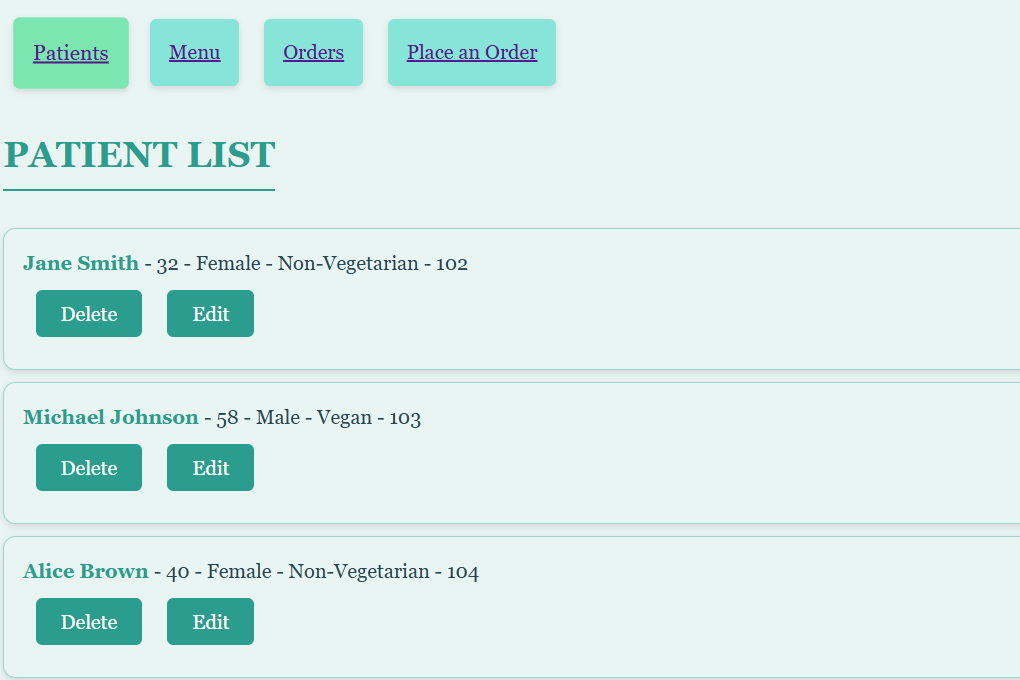 Patients Menu Orders Place an Order
PATIENT LIST
Jane Smith - 32 - Female - Non-Vegetarian - 102
Delete Edit
Michael Johnson - 58 - Male - Vegan - 103
Delete Edit
Alice Brown - 40 - Female - Non-Vegetarian - 104
Delete Edit